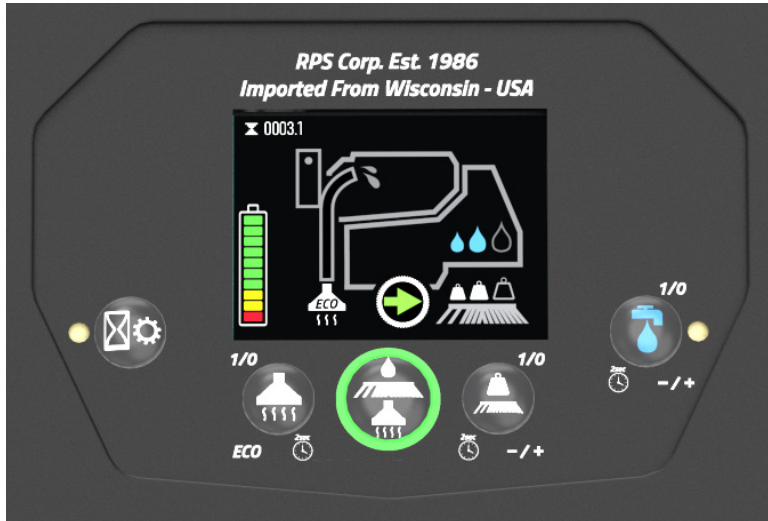 RPS Corp. Est. 1986
Imported From Wisconsin - USA
0003.1
ECO
1/0
1/0
1/0
2sec
- / +
ECO
2sec
2sec
- / +